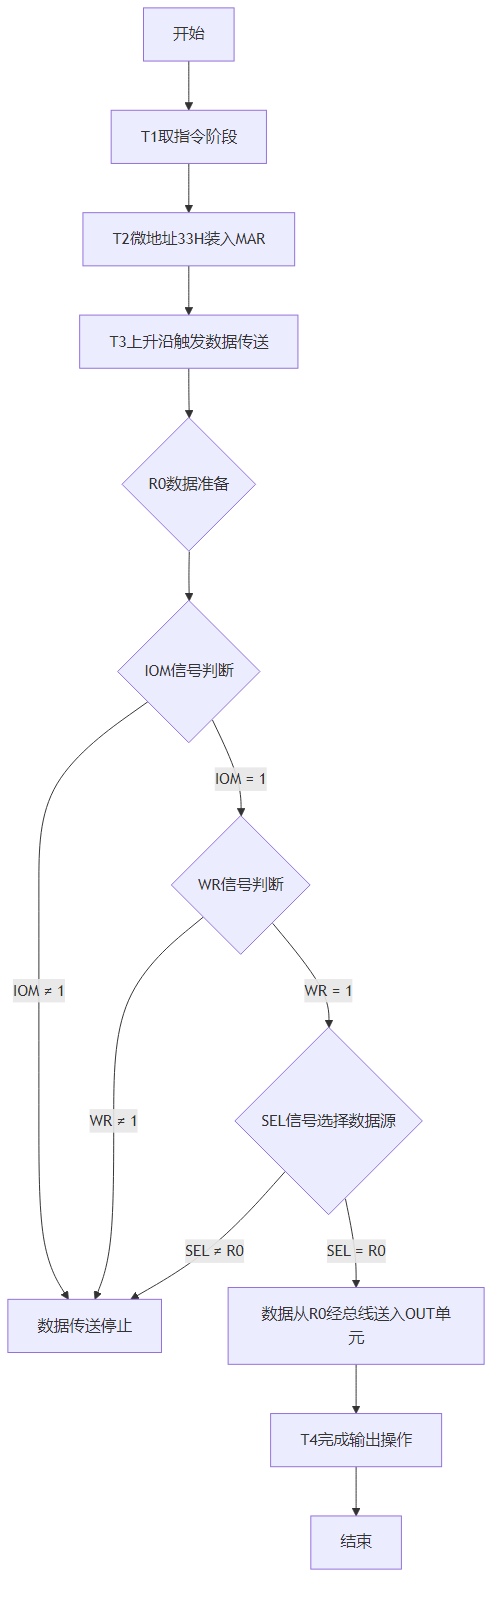 开始
T1取指令阶段
T2微地址33H装入MAR
T3上升沿触发数据传送
R0数据准备
IOM信号判断
IOM = 1
WR信号判断
IOM ≠ 1
WR = 1
WR ≠ 1
SEL信号选择数据源
SEL ≠ R0
SEL = R0
数据传送停止
数据从R0经总线送入OUT单
元
T4完成输出操作
结束